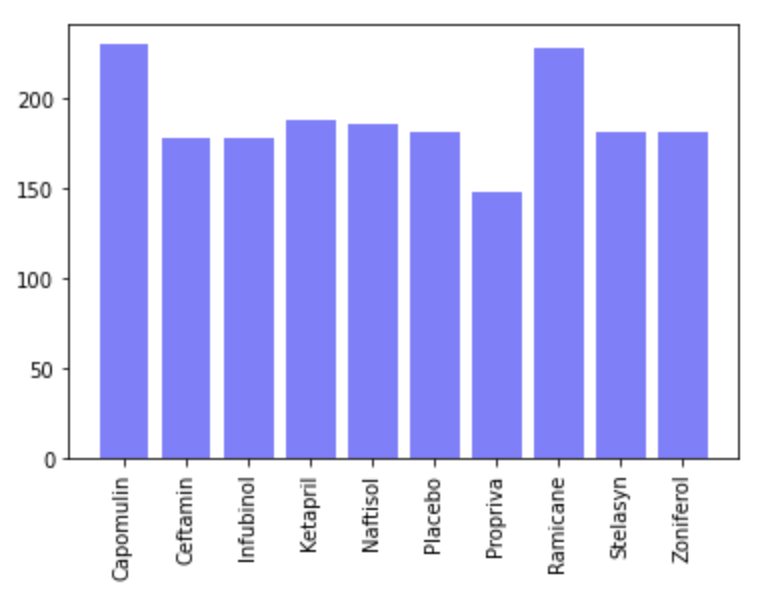 200
150
100
50
0
Capomulin
Ceftamin
Infubinol
Ketapril
Naftisol
Placebo
Propriva
Ramicane
Stelasyn
Zoniferol